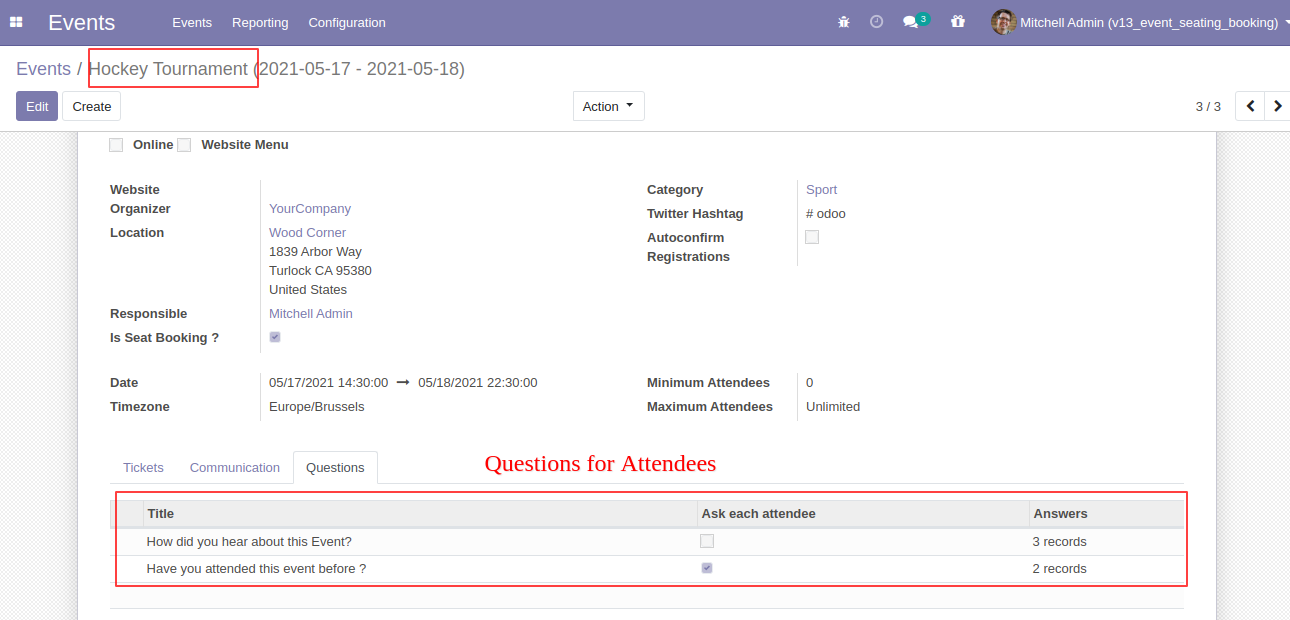 Events Events Reporting Configuration 3 Mitchell Admin (v13_event_seating_booking)
Events / Hockey Tournament (2021-05-17 - 2021-05-18)
Edit Create Action 3 / 3
Online Website Menu
Website
Organizer YourCompany
Location Wood Corner
1839 Arbor Way
Turlock CA 95380
United States
Responsible Mitchell Admin
Is Seat Booking ?
Category Sport
Twitter Hashtag # odoo
Autoconfirm
Registrations
Date 05/17/2021 14:30:00 → 05/18/2021 22:30:00
Timezone Europe/Brussels
Minimum Attendees 0
Maximum Attendees Unlimited
Tickets Communication Questions
Questions for Attendees
Title Ask each attendee Answers
How did you hear about this Event? 3 records
Have you attended this event before ? 2 records